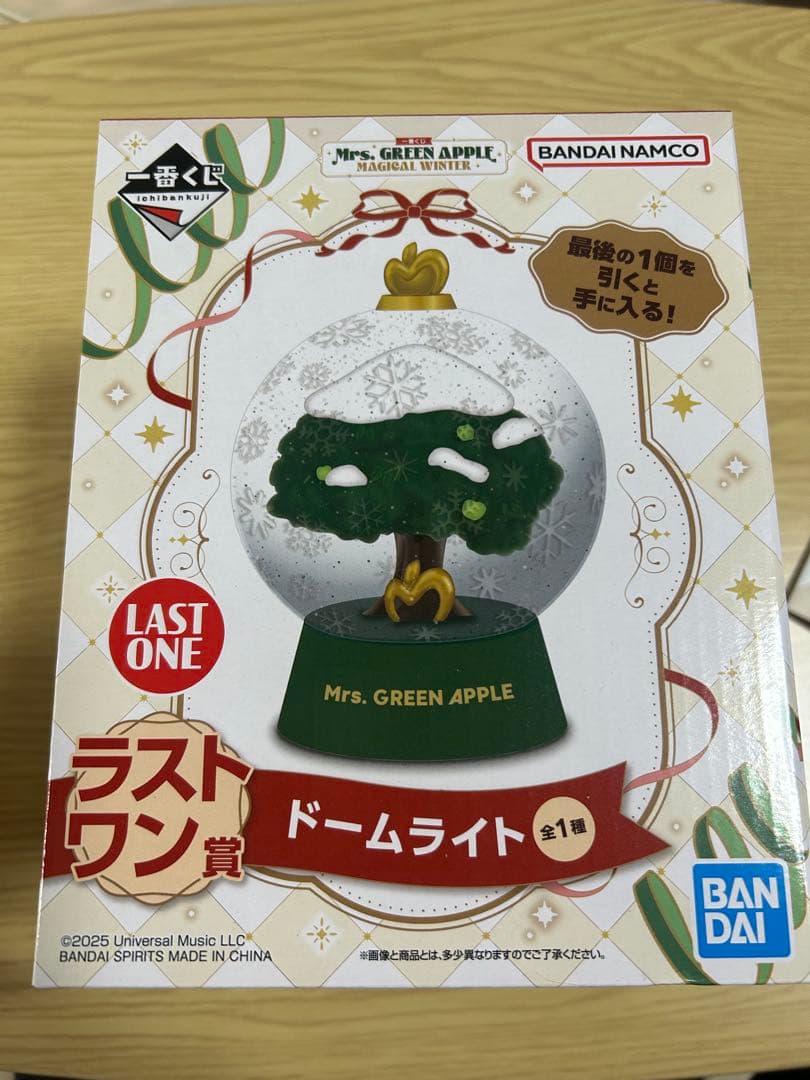 一番くじ
ichibankuji
一番くじ
Mrs. GREEN APPLE
MAGICAL WINTER
BANDAI NAMCO
最後の1個を
引くと
手に入る!
Mrs. GREEN APPLE
LAST
ONE
ラスト
ワン賞
ドームライト
全1種
BAN
DAI
©2025 Universal Music LLC
BANDAI SPIRITS MADE IN CHINA
※画像と商品とは、多少異なりますのでご了承ください。